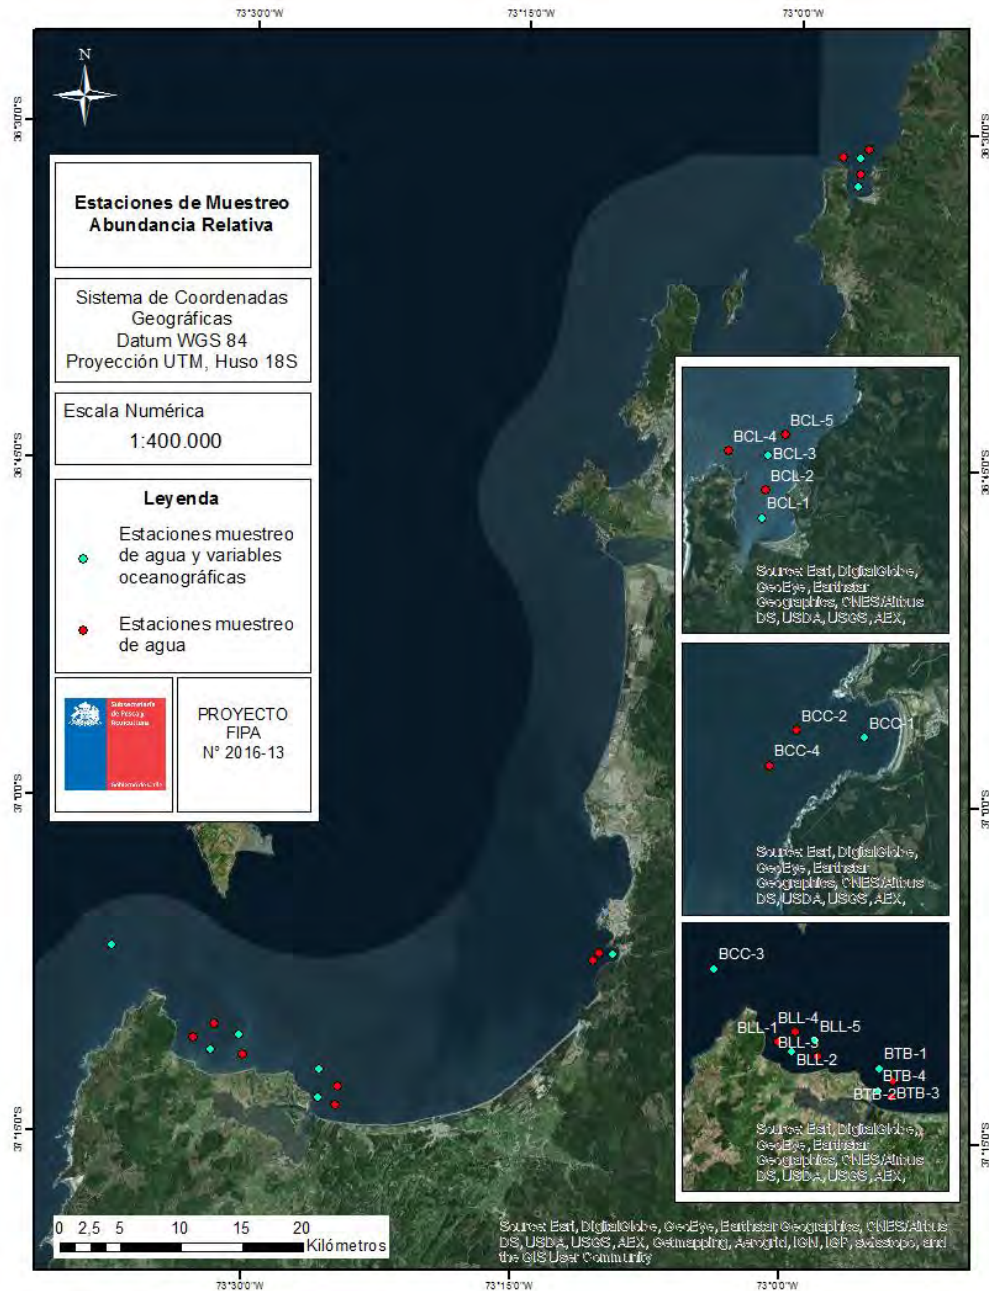 73°30'0"W
73°15'0"W
73°0'0"W
N
36°30'0"S
36°30'0"S
Estaciones de Muestreo
Abundancia Relativa
Sistema de Coordenadas
Geográficas
Datum WGS 84
Proyección UTM, Huso 18S
Escala Numérica
1:400.000
Leyenda
Estaciones muestreo
de agua y variables
oceanográficas
Estaciones muestreo
de agua
Subsecretaría
de Pesca y
Acuicultura
Gobierno de Chile
PROYECTO
FIPA
N° 2016-13
36°45'0"S
36°45'0"S
37°0'0"S
37°0'0"S
37°15'0"S
37°15'0"S
BCL-5
BCL-4
BCL-3
BCL-2
BCL-1
Source: Esri, DigitalGlobe,
GeoEye, Earthstar
Geographics, CNES/Airbus
DS, USDA, USGS, AEX,
BCC-2
BCC-1
BCC-4
Source: Esri, DigitalGlobe,
GeoEye, Earthstar
Geographics, CNES/Airbus
DS, USDA, USGS, AEX,
BCC-3
BLL-4
BLL-1
BLL-5
BLL-3
BLL-2
BTB-1
BTB-4
BTB-2
BTB-3
Source: Esri, DigitalGlobe,
GeoEye, Earthstar
Geographics, CNES/Airbus
DS, USDA, USGS, AEX,
0 2,5 5 10 15 20
Kilómetros
Source: Esri, DigitalGlobe, GeoEye, Earthstar Geographics, CNES/Airbus
DS, USDA, USGS, AEX, Getmapping, Aerogrid, IGN, IGP, swisstopo, and
the GIS User Community
73°30'0"W
73°15'0"W
73°0'0"W